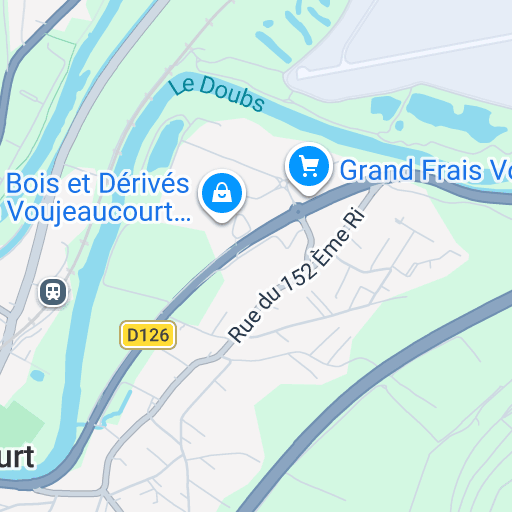 Le Doubs
Grand Frais Vo
Bois et Dérivés
Voujeaucourt...
Rue du 152 Ème Ri
D126
urt